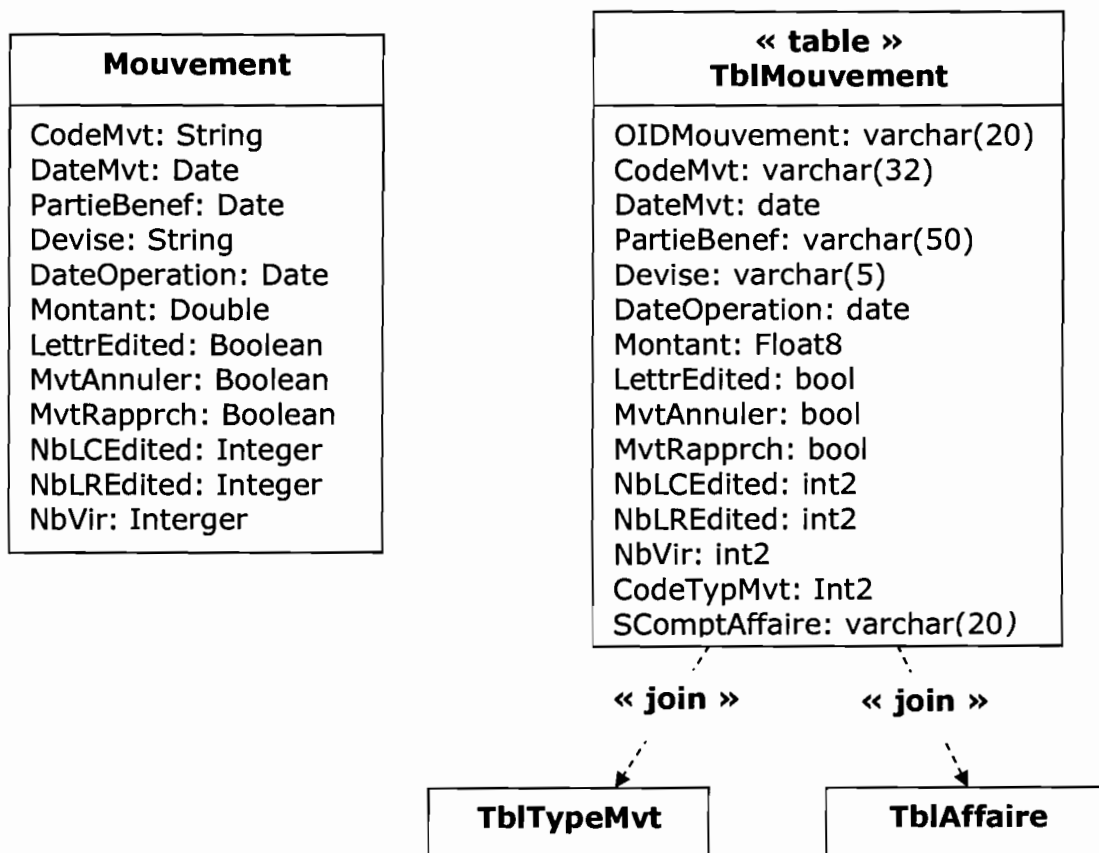 Mouvement
CodeMvt: String
DateMvt: Date
PartieBenef: Date
Devise: String
DateOperation: Date
Montant: Double
LettrEdited: Boolean
MvtAnnuler: Boolean
MvtRapprch: Boolean
NbLCEdited: Integer
NbLREdited: Integer
NbVir: Interger
« table »
TblMouvement
OIDMouvement: varchar(20)
CodeMvt: varchar(32)
DateMvt: date
PartieBenef: varchar(50)
Devise: varchar(5)
DateOperation: date
Montant: Float8
LettrEdited: bool
MvtAnnuler: bool
MvtRapprch: bool
NbLCEdited: int2
NbLREdited: int2
NbVir: int2
CodeTypMvt: Int2
SComptAffaire: varchar(20)
« join »
« join »
TblTypeMvt
TblAffaire